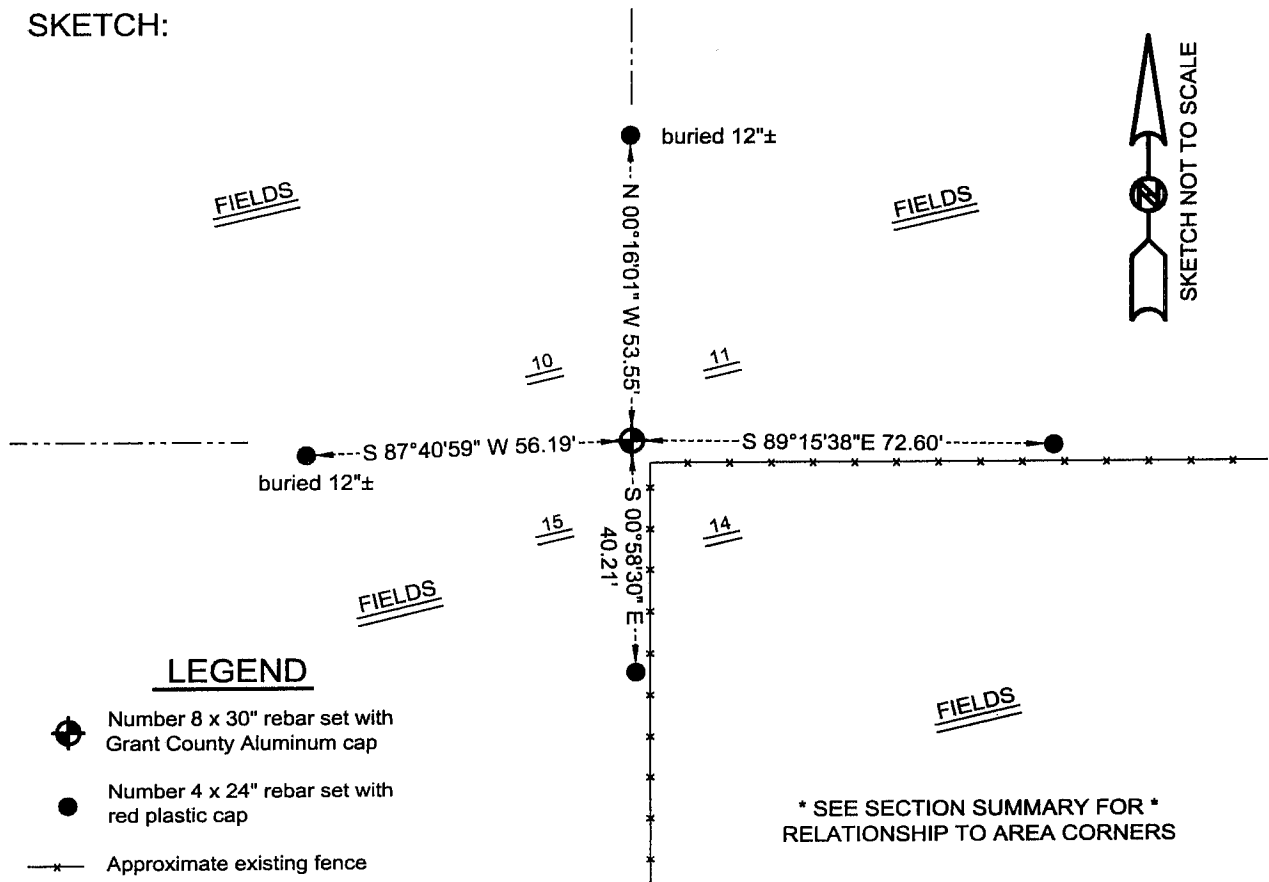 SKETCH:
buried 12"±
FIELDS
FIELDS
SKETCH NOT TO SCALE
N
N 00°16'01" W 53.55'
10
11
S 87°40'59" W 56.19'
S 89°15'38"E 72.60'
buried 12"±
S 00°58'30" E
40.21'
15
14
FIELDS
FIELDS
LEGEND
Number 8 x 30" rebar set with
Grant County Aluminum cap
Number 4 x 24" rebar set with
red plastic cap
Approximate existing fence
* SEE SECTION SUMMARY FOR *
RELATIONSHIP TO AREA CORNERS